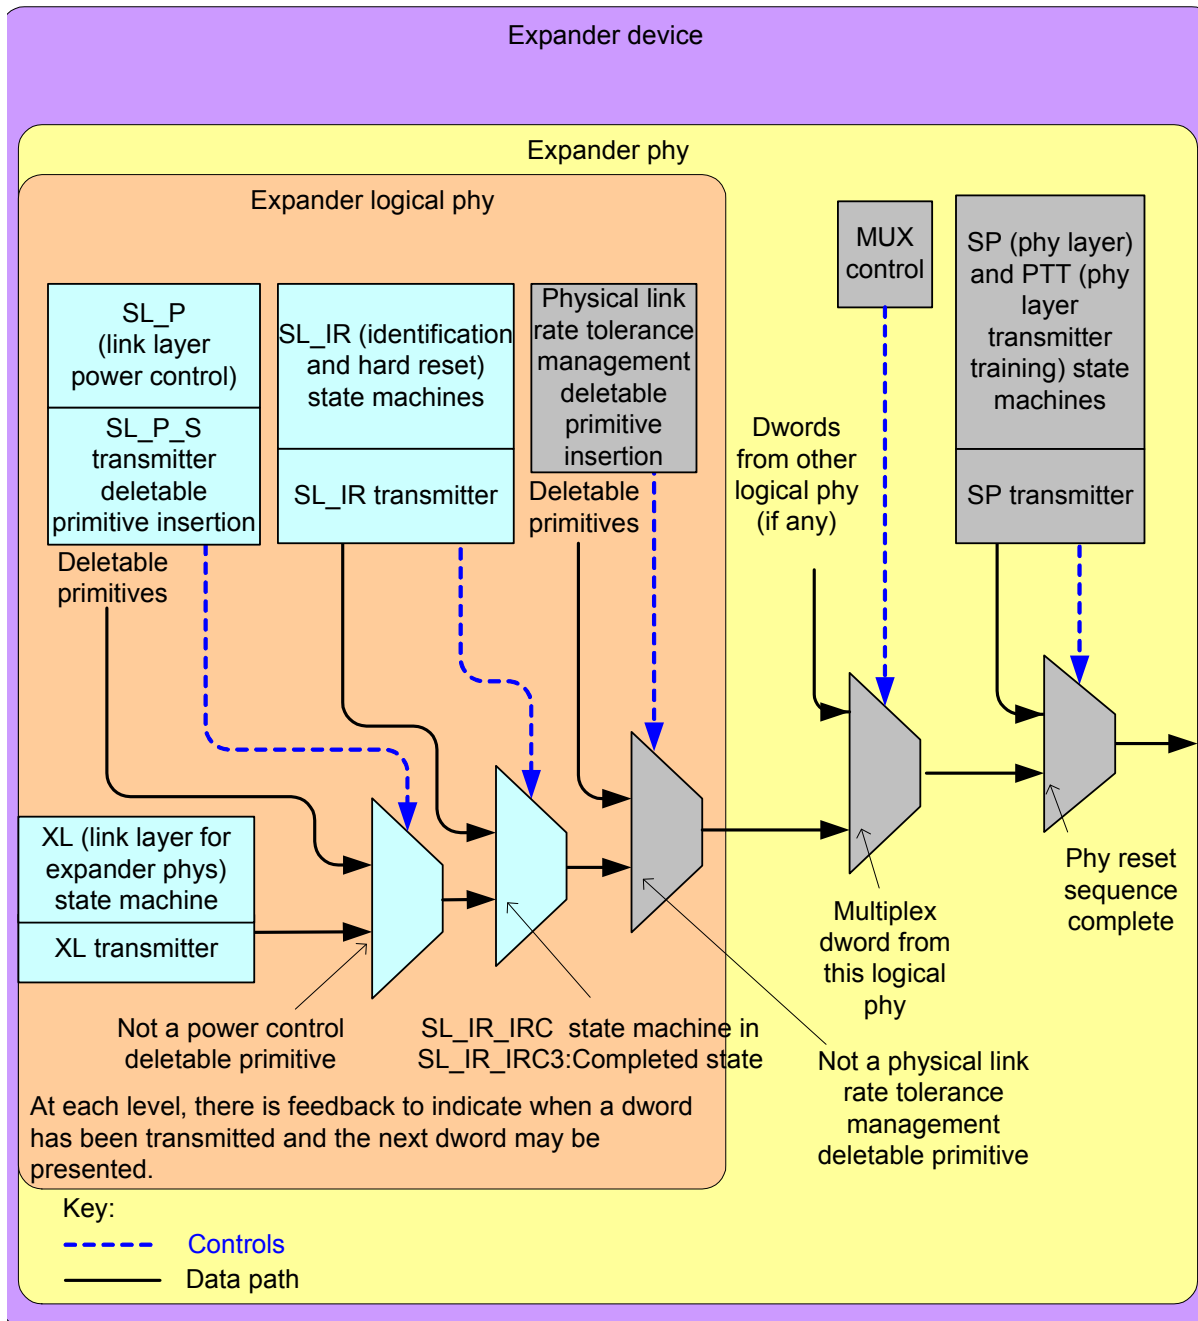 Expander device
Expander phy
Expander logical phy
SL_P
(link layer
power control)
SL_P_S
transmitter
deletable
primitive insertion
Deletable
primitives
SL_IR (identification
and hard reset)
state machines
SL_IR transmitter
Physical link
rate tolerance
management
deletable
primitive
insertion
Deletable
primitives
MUX
control
Dwords
from other
logical phy
(if any)
SP (phy layer)
and PTT (phy
layer
transmitter
training) state
machines
SP transmitter
XL (link layer for
expander phys)
state machine
XL transmitter
Not a power control
deletable primitive
SL_IR_IRC  state machine in
SL_IR_IRC3:Completed state
Not a physical link
rate tolerance
management
deletable primitive
Multiplex
dword from
this logical
phy
Phy reset
sequence
complete
At each level, there is feedback to indicate when a dword
has been transmitted and the next dword may be
presented.
Key:
Controls
Data path